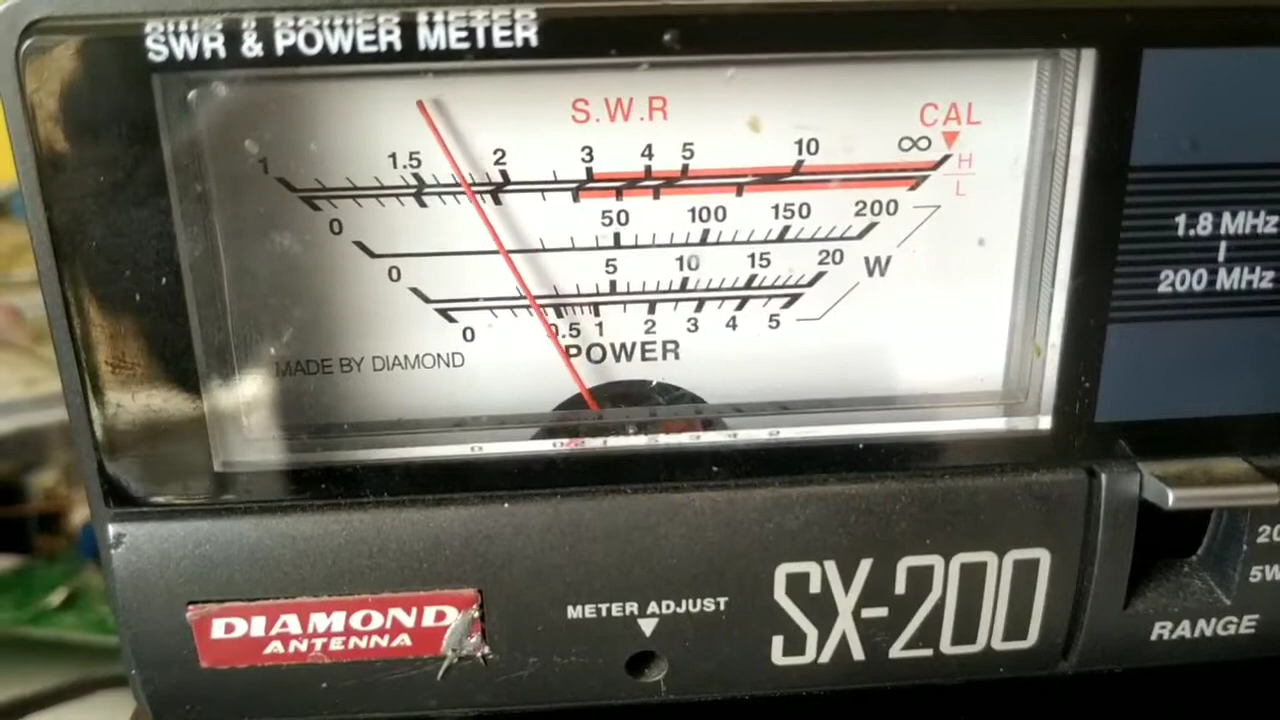 SWR & POWER METER
S.W.R
CAL
1 1.5 2 3 4 5 10 ∞
H
L
0 50 100 150 200
0 5 10 15 20 W
0 0.5 1 2 3 4 5
POWER
MADE BY DIAMOND
1.8 MHz
200 MHz
DIAMOND
ANTENNA
METER ADJUST
SX-200
5W
RANGE